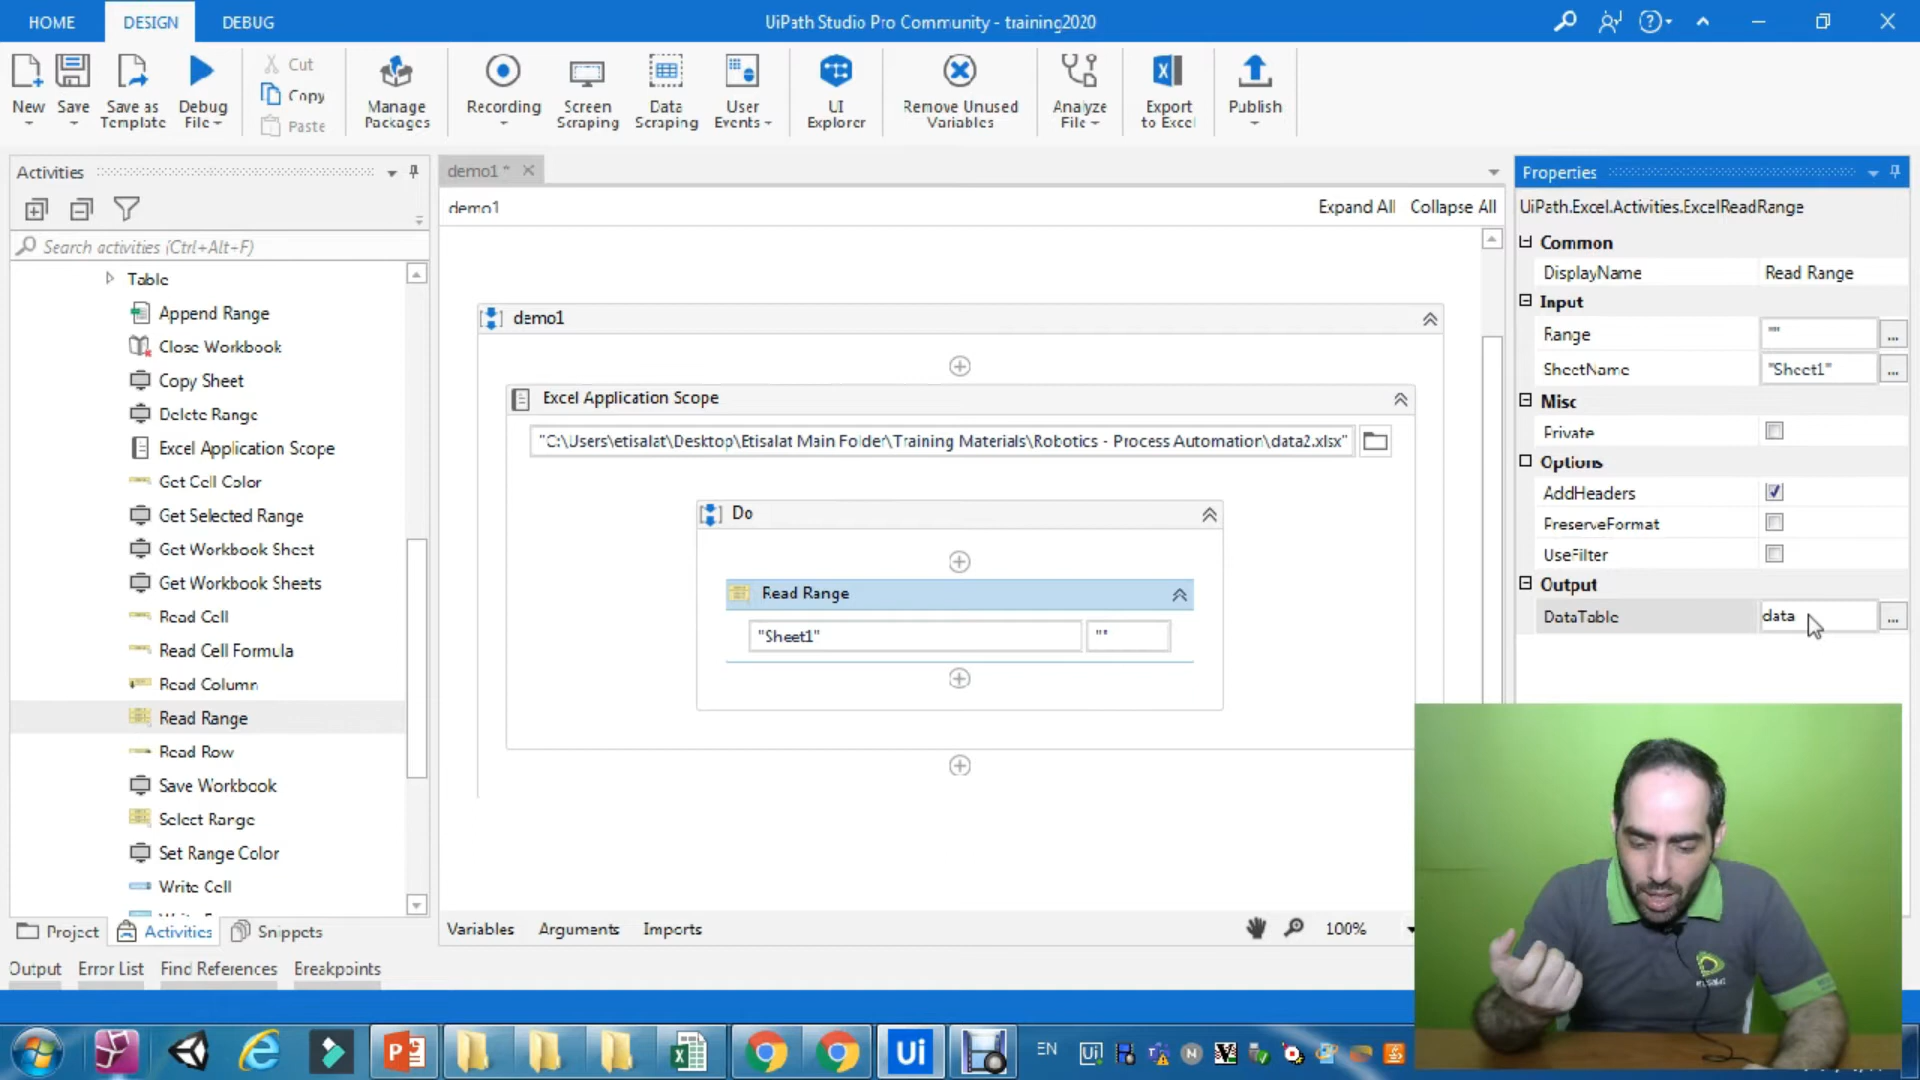 HOME DESIGN DEBUG UiPath Studio Pro Community - training2020
New Save Save as Template Debug File Cut Copy Paste Manage Packages Recording Screen Scraping Data Scraping User Events UI Explorer Remove Unused Variables Analyze File Export to Excel Publish
Activities
Search activities (Ctrl+Alt+F)
Table
Append Range
Close Workbook
Copy Sheet
Delete Range
Excel Application Scope
Get Cell Color
Get Selected Range
Get Workbook Sheet
Get Workbook Sheets
Read Cell
Read Cell Formula
Read Column
Read Range
Read Row
Save Workbook
Select Range
Set Range Color
Write Cell
Project Activities Snippets
Output Error List Find References Breakpoints
demo1 *
demo1 Expand All Collapse All
demo1
Excel Application Scope
"C:\Users\etisalat\Desktop\Etisalat Main Folder\Training Materials\Robotics - Process Automation\data2.xlsx"
Do
Read Range
"Sheet1" ""
Variables Arguments Imports 100%
Properties
UiPath.Excel.Activities.ExcelReadRange
Common
DisplayName Read Range
Input
Range "" ...
SheetName "Sheet1" ...
Misc
Private
Options
AddHeaders
PreserveFormat
UseFilter
Output
DataTable data ...
Ui EN